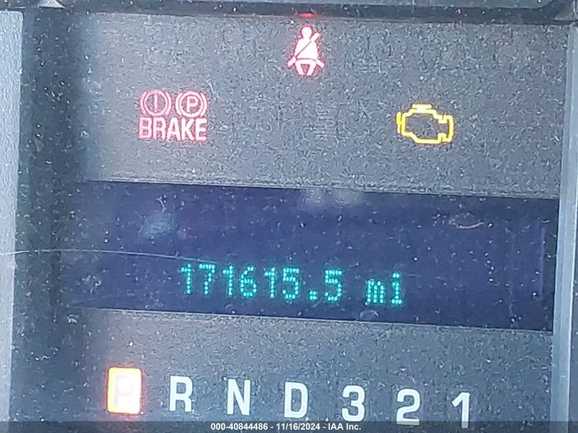 (!) (P)
BRAKE
171615.5 mi
P R N D 3 2 1
000-40844486 - 11/16/2024 - IAA Inc.